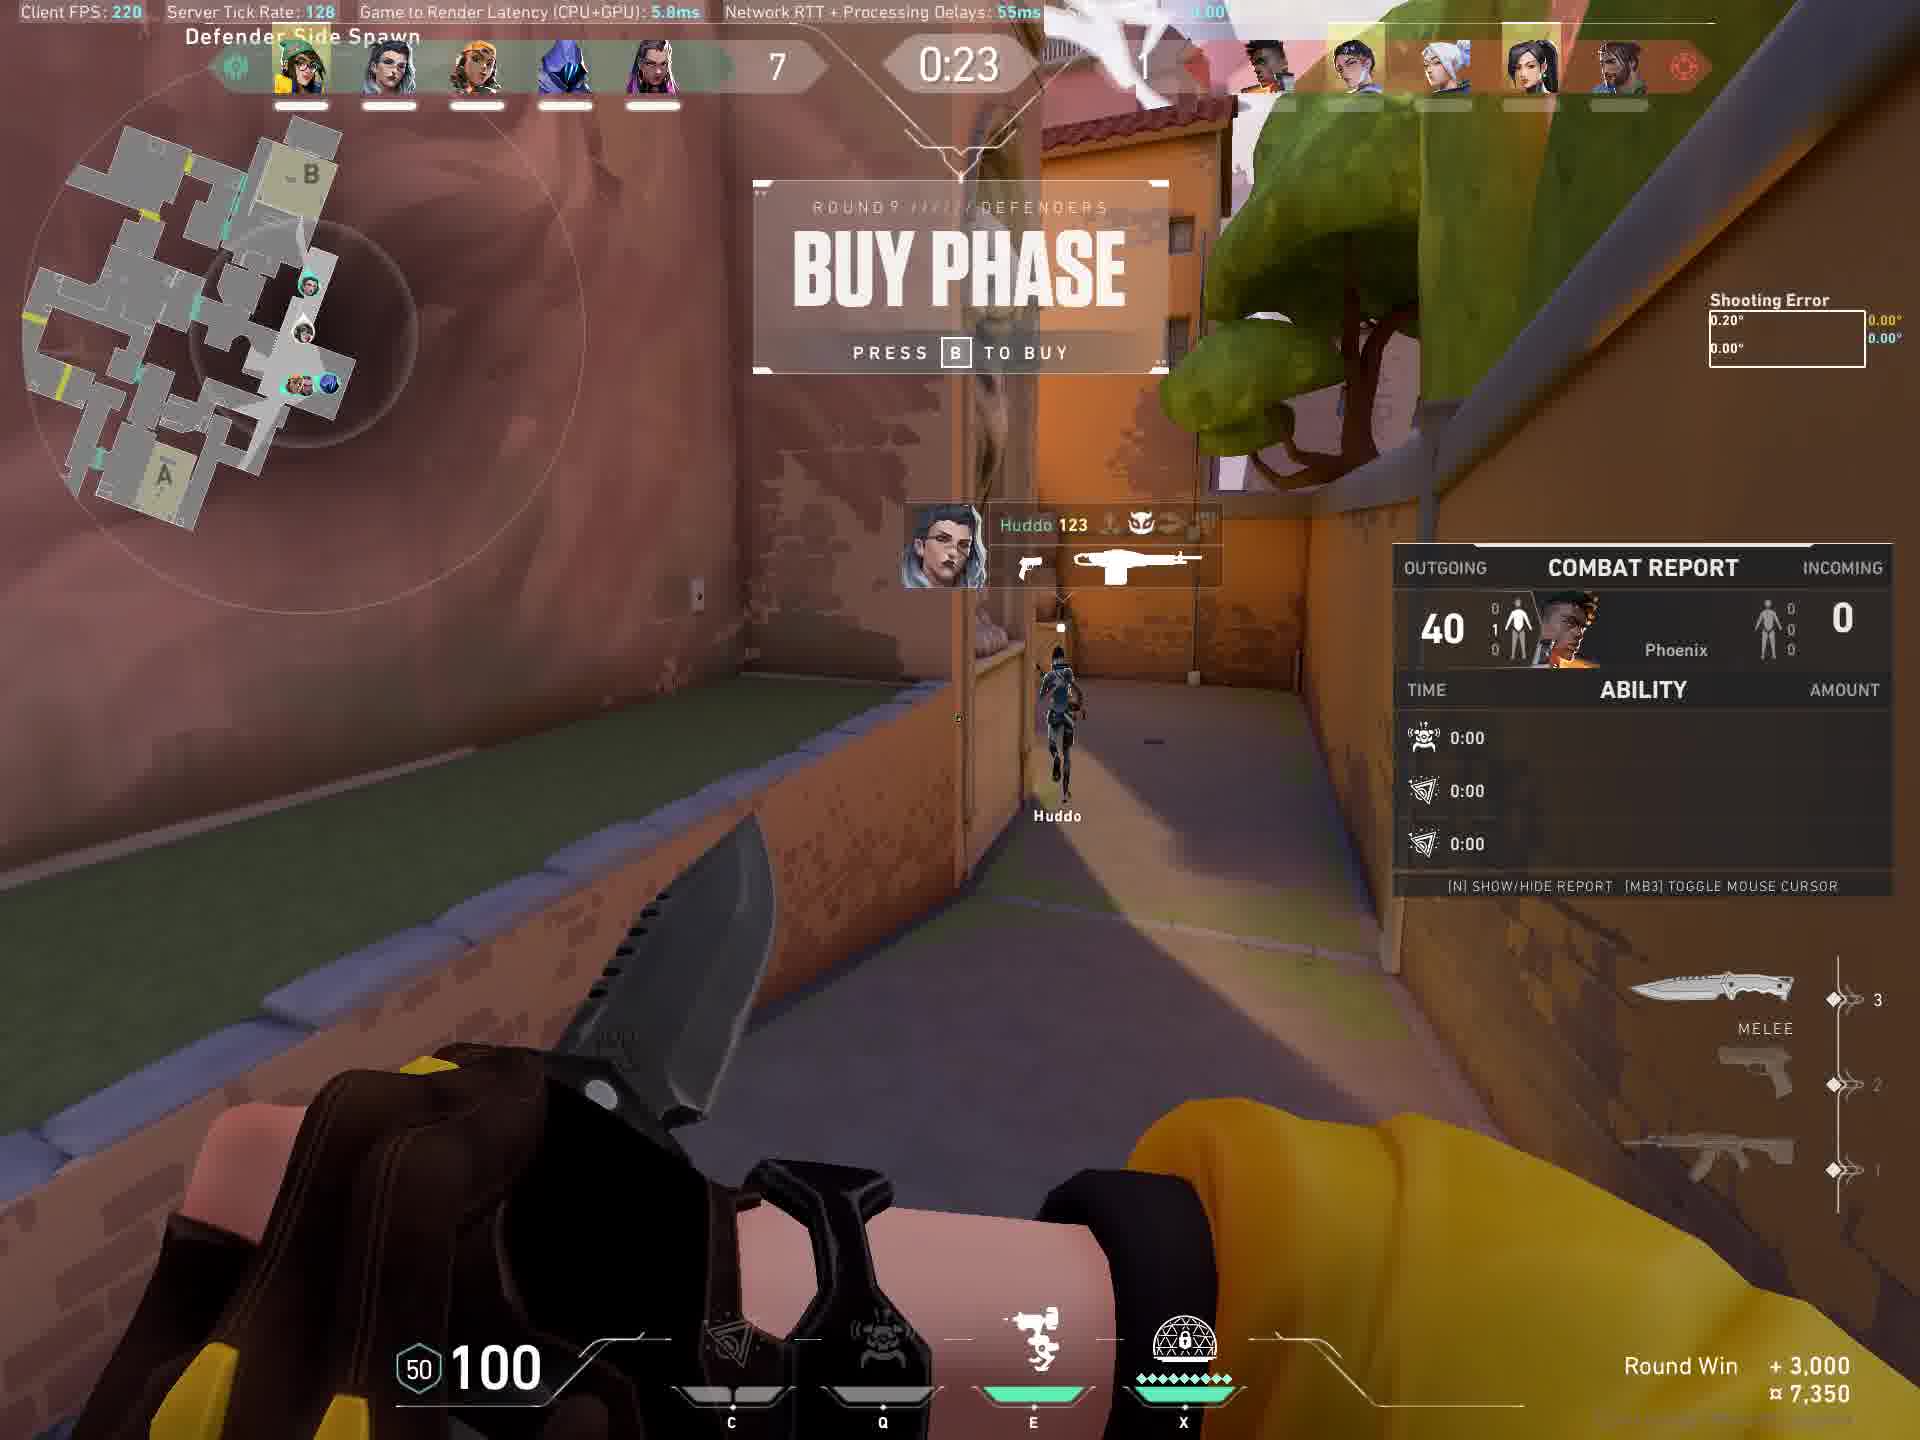 Client FPS: 220 Server Tick Rate: 128 Game to Render Latency (CPU+GPU): 5.8ms Network RTT + Processing Delays: 55ms
Defender Side Spawn
7
0:23
1
B
A
ROUND 9 ////// DEFENDERS
BUY PHASE
PRESS B TO BUY
Shooting Error
0.20°
0.00°
0.00°
0.00°
Huddo 123
Huddo
OUTGOING COMBAT REPORT INCOMING
40
0
1
0
Phoenix
0
0
0
0
TIME ABILITY AMOUNT
0:00
0:00
0:00
[N] SHOW/HIDE REPORT [MB3] TOGGLE MOUSE CURSOR
3
MELEE
2
1
50 100
C
Q
E
X
Round Win + 3,000
¤ 7,350